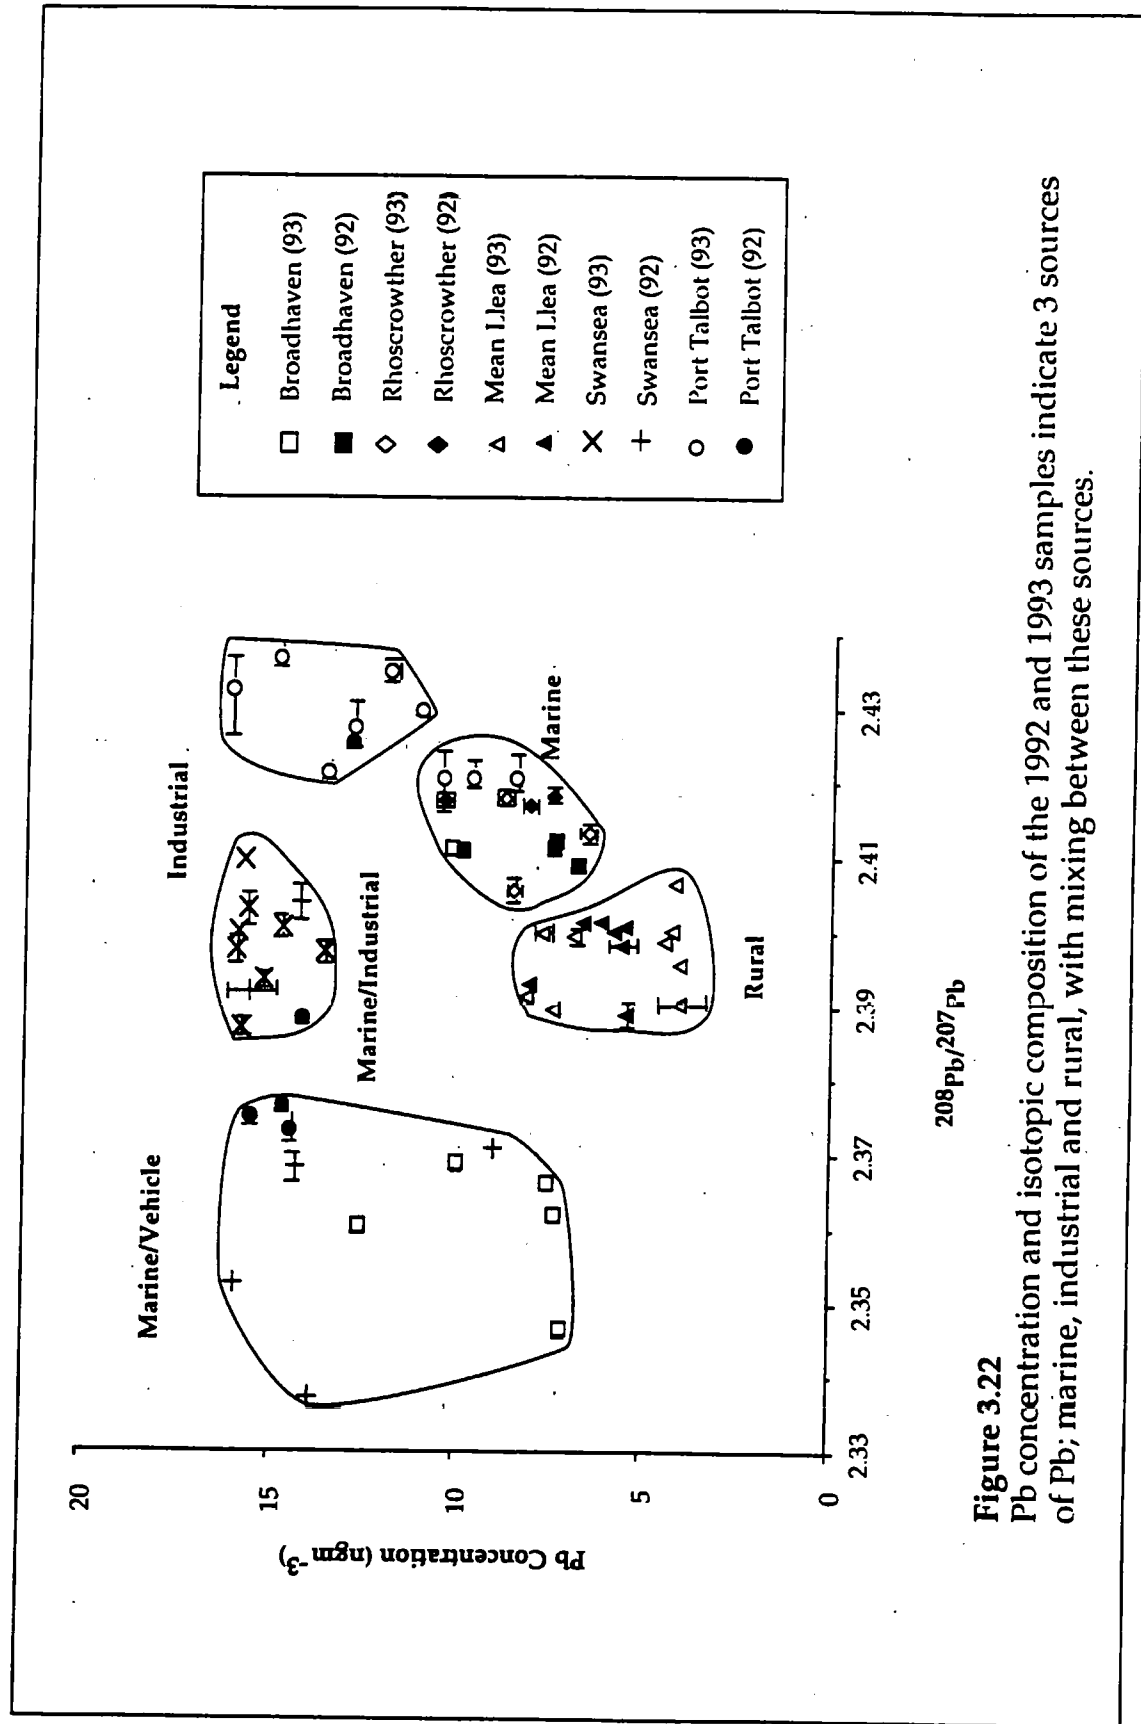 Pb Concentration (ngm⁻³)
20
15
10
5
0
2.33
2.35
2.37
2.39
2.41
2.43
²⁰⁸Pb/²⁰⁷Pb
Marine/Vehicle
Marine/Industrial
Industrial
Marine
Rural
Legend
Broadhaven (93)
Broadhaven (92)
Rhoscrowther (93)
Rhoscrowther (92)
Mean Llea (93)
Mean Llea (92)
Swansea (93)
Swansea (92)
Port Talbot (93)
Port Talbot (92)
Figure 3.22
Pb concentration and isotopic composition of the 1992 and 1993 samples indicate 3 sources
of Pb; marine, industrial and rural, with mixing between these sources.